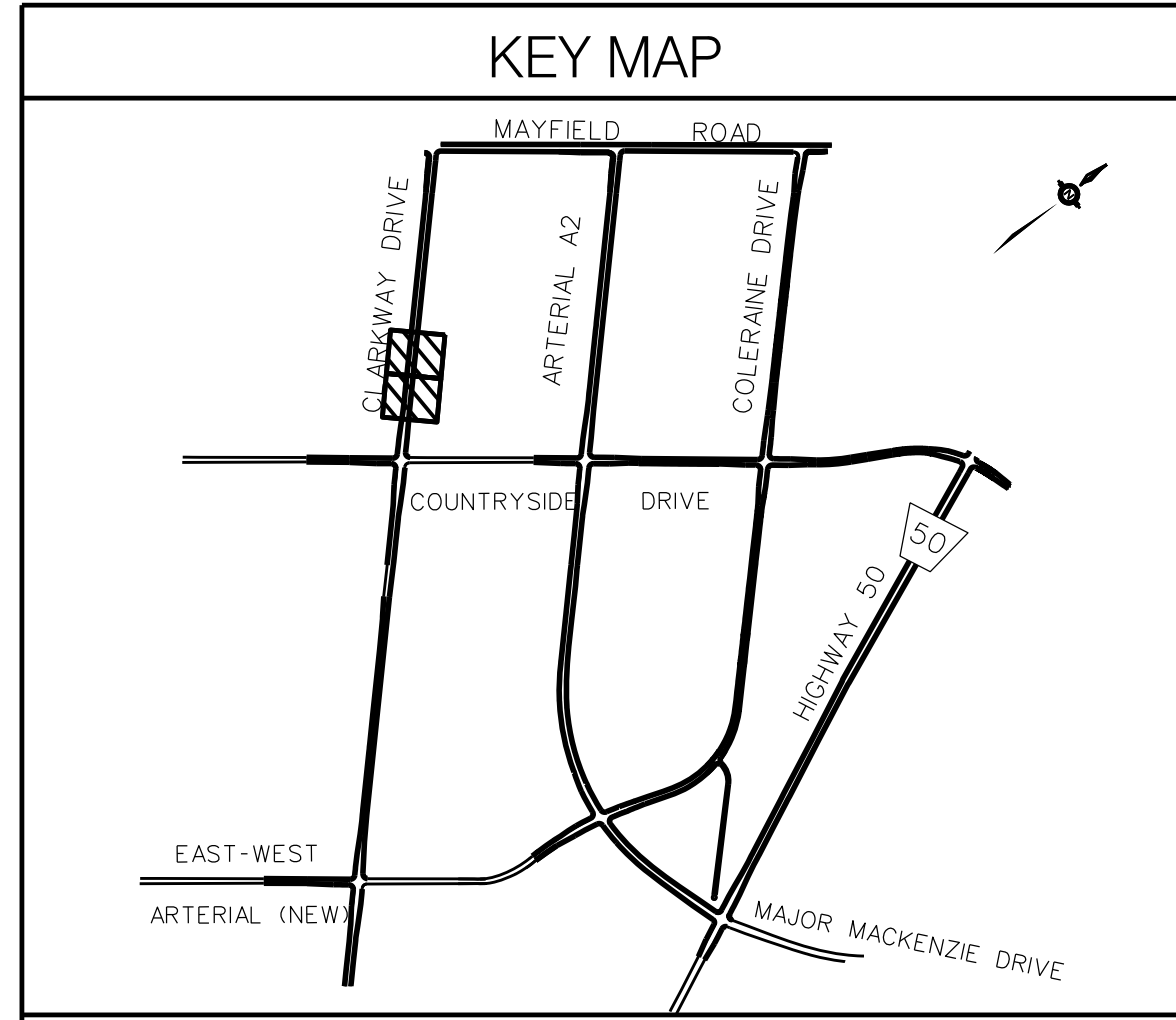 KEY MAP
MAYFIELD ROAD
N
CLARKWAY DRIVE
ARTERIAL A2
COLERAINE DRIVE
COUNTRYSIDE DRIVE
50
HIGHWAY 50
EAST-WEST
ARTERIAL (NEW)
MAJOR MACKENZIE DRIVE